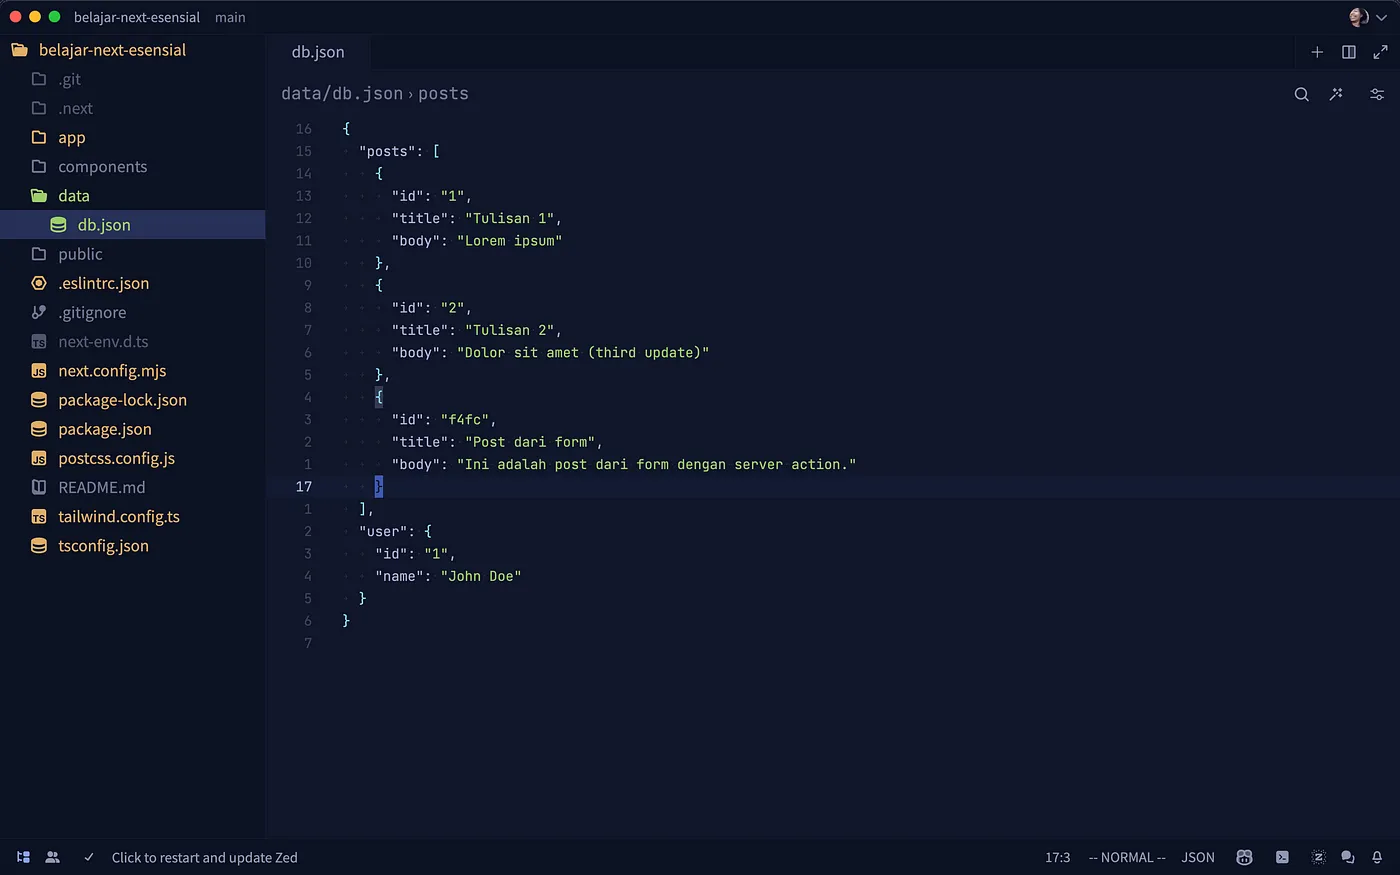 belajar-next-esensial main
belajar-next-esensial
.git
.next
app
components
data
db.json
public
.eslintrc.json
.gitignore
next-env.d.ts
next.config.mjs
package-lock.json
package.json
postcss.config.js
README.md
tailwind.config.ts
tsconfig.json
db.json
data/db.json › posts
16 {
15 "posts": [
14 {
13 "id": "1",
12 "title": "Tulisan 1",
11 "body": "Lorem ipsum"
10 },
9 {
8 "id": "2",
7 "title": "Tulisan 2",
6 "body": "Dolor sit amet (third update)"
5 },
4 {
3 "id": "f4fc",
2 "title": "Post dari form",
1 "body": "Ini adalah post dari form dengan server action."
17 }
1 ],
2 "user": {
3 "id": "1",
4 "name": "John Doe"
5 }
6 }
7
Click to restart and update Zed
17:3 -- NORMAL -- JSON